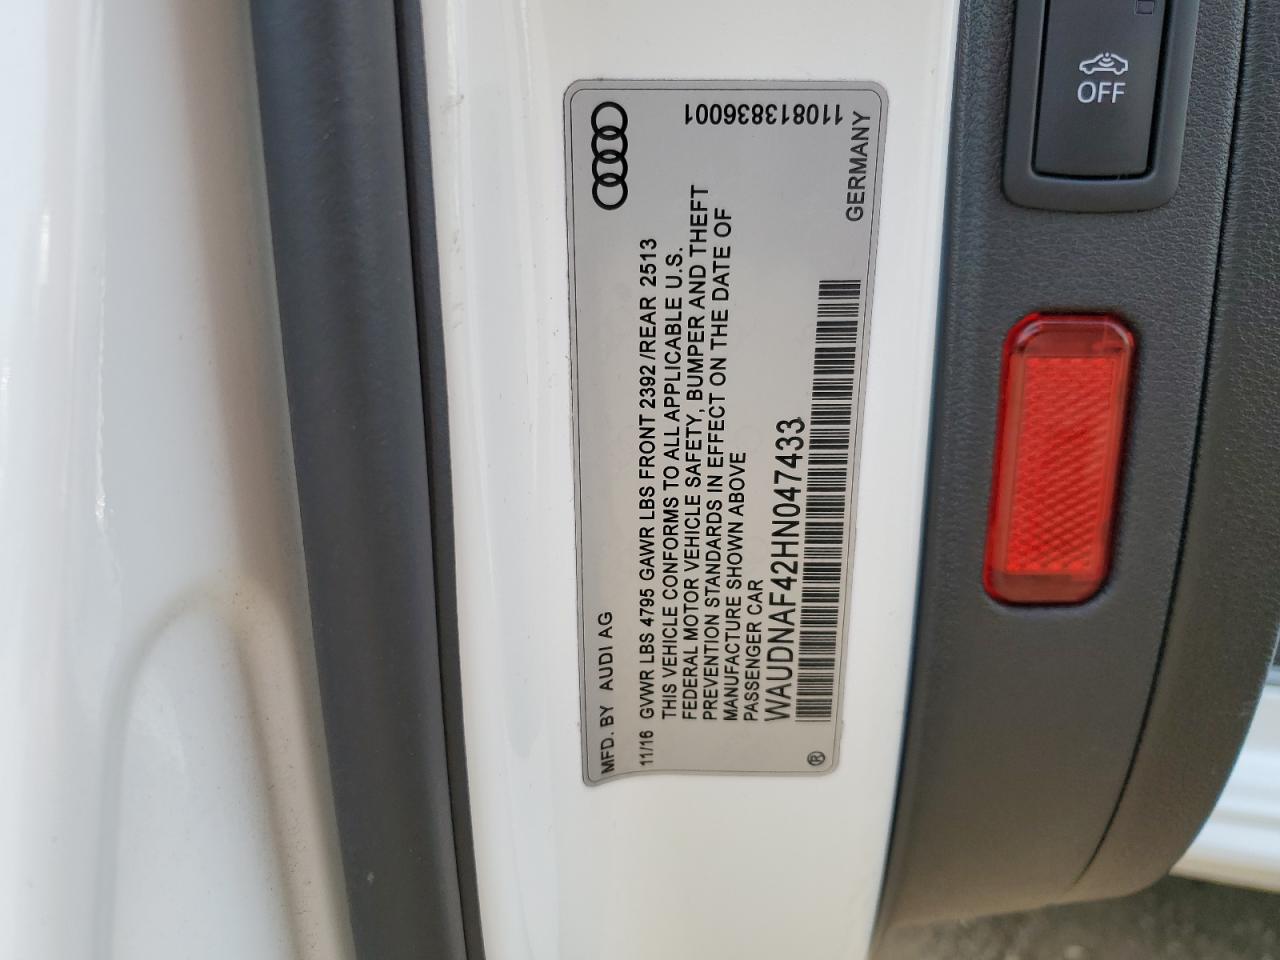 MFD. BY AUDI AG
11/16 GVWR LBS 4795 GAWR LBS FRONT 2392 /REAR 2513
THIS VEHICLE CONFORMS TO ALL APPLICABLE U.S.
FEDERAL MOTOR VEHICLE SAFETY, BUMPER AND THEFT
PREVENTION STANDARDS IN EFFECT ON THE DATE OF
MANUFACTURE SHOWN ABOVE
PASSENGER CAR
WAUDNAF42HN047433
®
GERMANY
110813836001
OFF